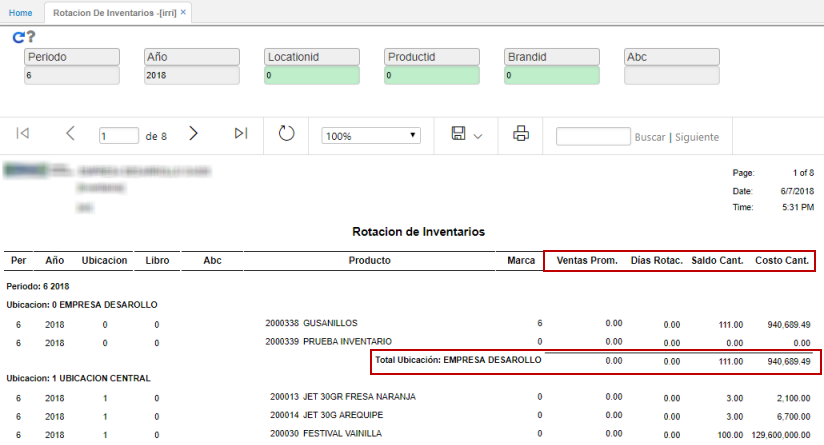 Home Rotacion De Inventarios -[irri] ×
?
Periodo Año Locationid Productid Brandid Abc
6 2018 0 0 0
1 de 8 100% Buscar | Siguiente
Page: 1 of 8
Date: 6/7/2018
Time: 5:31 PM
Rotacion de Inventarios
Per Año Ubicacion Libro Abc Producto Marca Ventas Prom. Días Rotac. Saldo Cant. Costo Cant.
Periodo: 6 2018
Ubicacion: 0 EMPRESA DESAROLLO
6 2018 0 0 2000338 GUSANILLOS 6 0.00 0.00 111.00 940,689.49
6 2018 0 0 2000339 PRUEBA INVENTARIO 0 0.00 0.00 0.00 0.00
Total Ubicación: EMPRESA DESAROLLO 0.00 0.00 111.00 940,689.49
Ubicacion: 1 UBICACION CENTRAL
6 2018 1 0 200013 JET 30GR FRESA NARANJA 0 0.00 0.00 3.00 2,100.00
6 2018 1 0 200014 JET 30G AREQUIPE 0 0.00 0.00 3.00 6,700.00
6 2018 1 0 200030 FESTIVAL VAINILLA 0 0.00 0.00 100.00 129,600,000.00